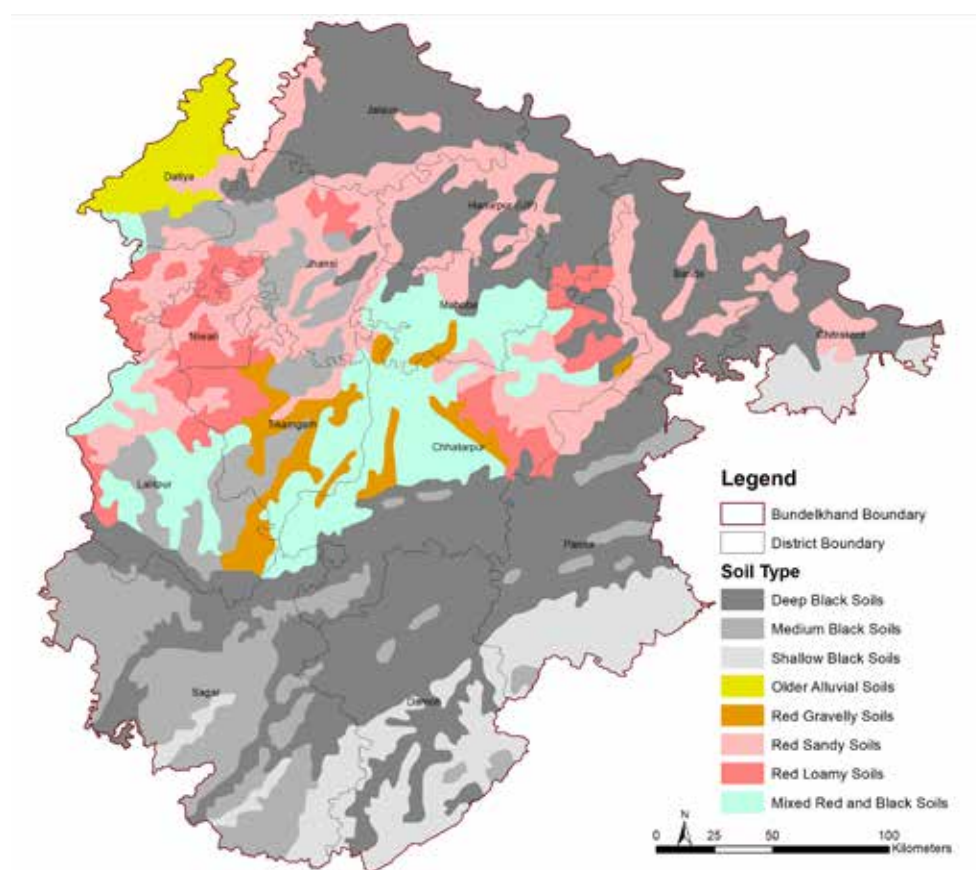 Jalaun
Datiya
Hamirpur (UP)
Jhansi
Banda
Mahoba
Chitrakoot
Niwari
Tikamgarh
Chhatarpur
Lalitpur
Panna
Sagar
Damoh
Legend
Bundelkhand Boundary
District Boundary
Soil Type
Deep Black Soils
Medium Black Soils
Shallow Black Soils
Older Alluvial Soils
Red Gravelly Soils
Red Sandy Soils
Red Loamy Soils
Mixed Red and Black Soils
N
0 25 50 100
Kilometers